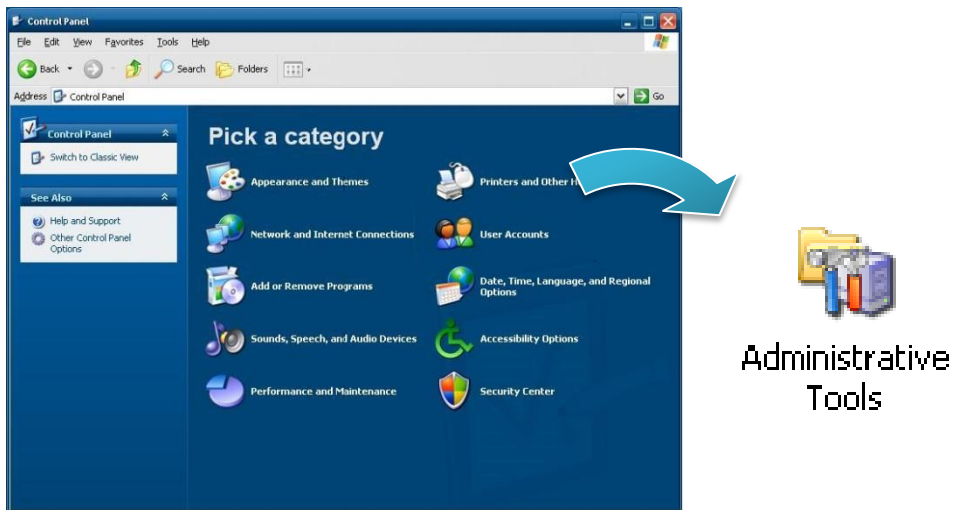 Control Panel
File Edit View Favorites Tools Help
Back Search Folders
Address Control Panel Go
Control Panel
Switch to Classic View
See Also
Help and Support
Other Control Panel
Options
Pick a category
Appearance and Themes
Printers and Other
Network and Internet Connections
User Accounts
Add or Remove Programs
Date, Time, Language, and Regional
Options
Sounds, Speech, and Audio Devices
Accessibility Options
Performance and Maintenance
Security Center
Administrative
Tools